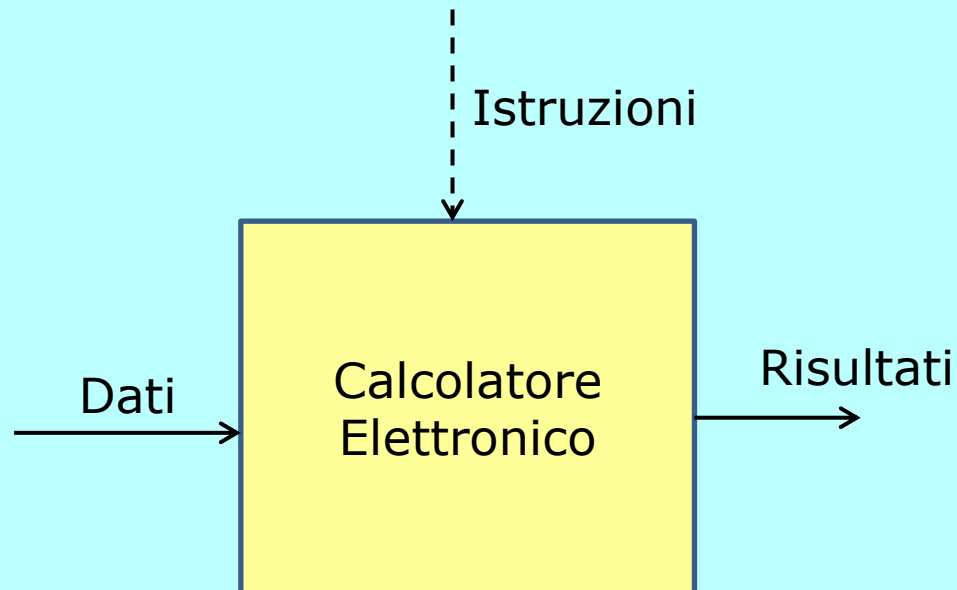 Istruzioni
Dati
Calcolatore
Elettronico
Risultati